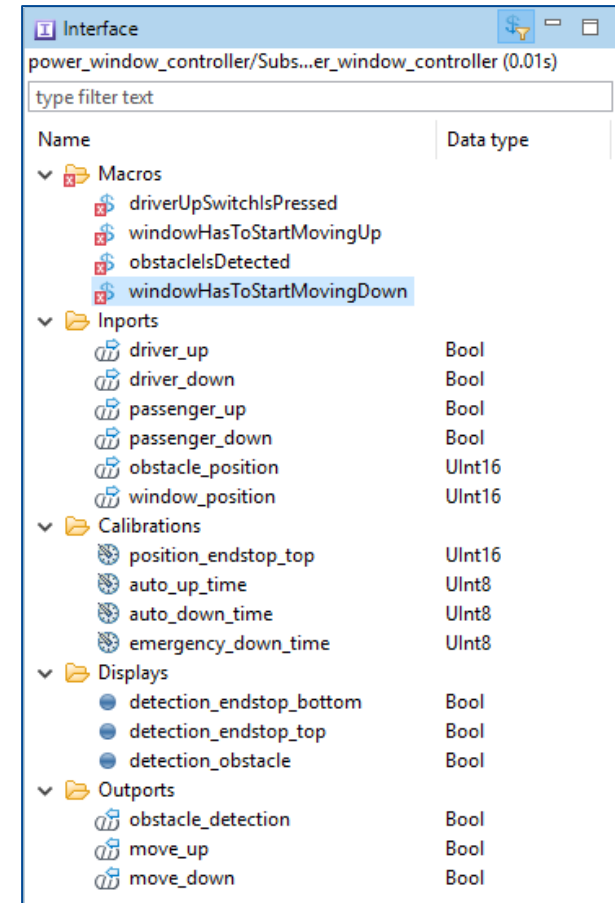 Interface
power_window_controller/Subs...er_window_controller (0.01s)
type filter text
Name Data type
Macros
driverUpSwitchIsPressed
windowHasToStartMovingUp
obstacleIsDetected
windowHasToStartMovingDown
Inports
driver_up Bool
driver_down Bool
passenger_up Bool
passenger_down Bool
obstacle_position UInt16
window_position UInt16
Calibrations
position_endstop_top UInt16
auto_up_time UInt8
auto_down_time UInt8
emergency_down_time UInt8
Displays
detection_endstop_bottom Bool
detection_endstop_top Bool
detection_obstacle Bool
Outports
obstacle_detection Bool
move_up Bool
move_down Bool